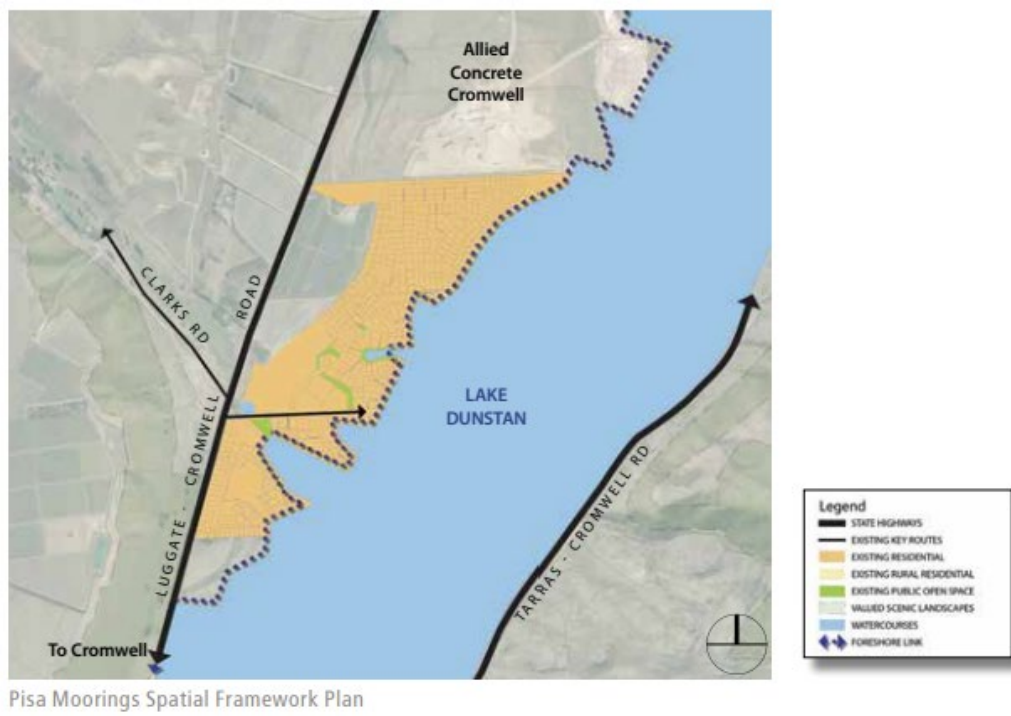 Allied
Concrete
Cromwell
CLARKS RD
LUGGATE - CROMWELL ROAD
LAKE
DUNSTAN
TARRAS - CROMWELL RD
To Cromwell
Legend
STATE HIGHWAYS
EXISTING KEY ROUTES
EXISTING RESIDENTIAL
EXISTING RURAL RESIDENTIAL
EXISTING PUBLIC OPEN SPACE
VALUED SCENIC LANDSCAPES
WATERCOURSES
FORESHORE LINK
Pisa Moorings Spatial Framework Plan